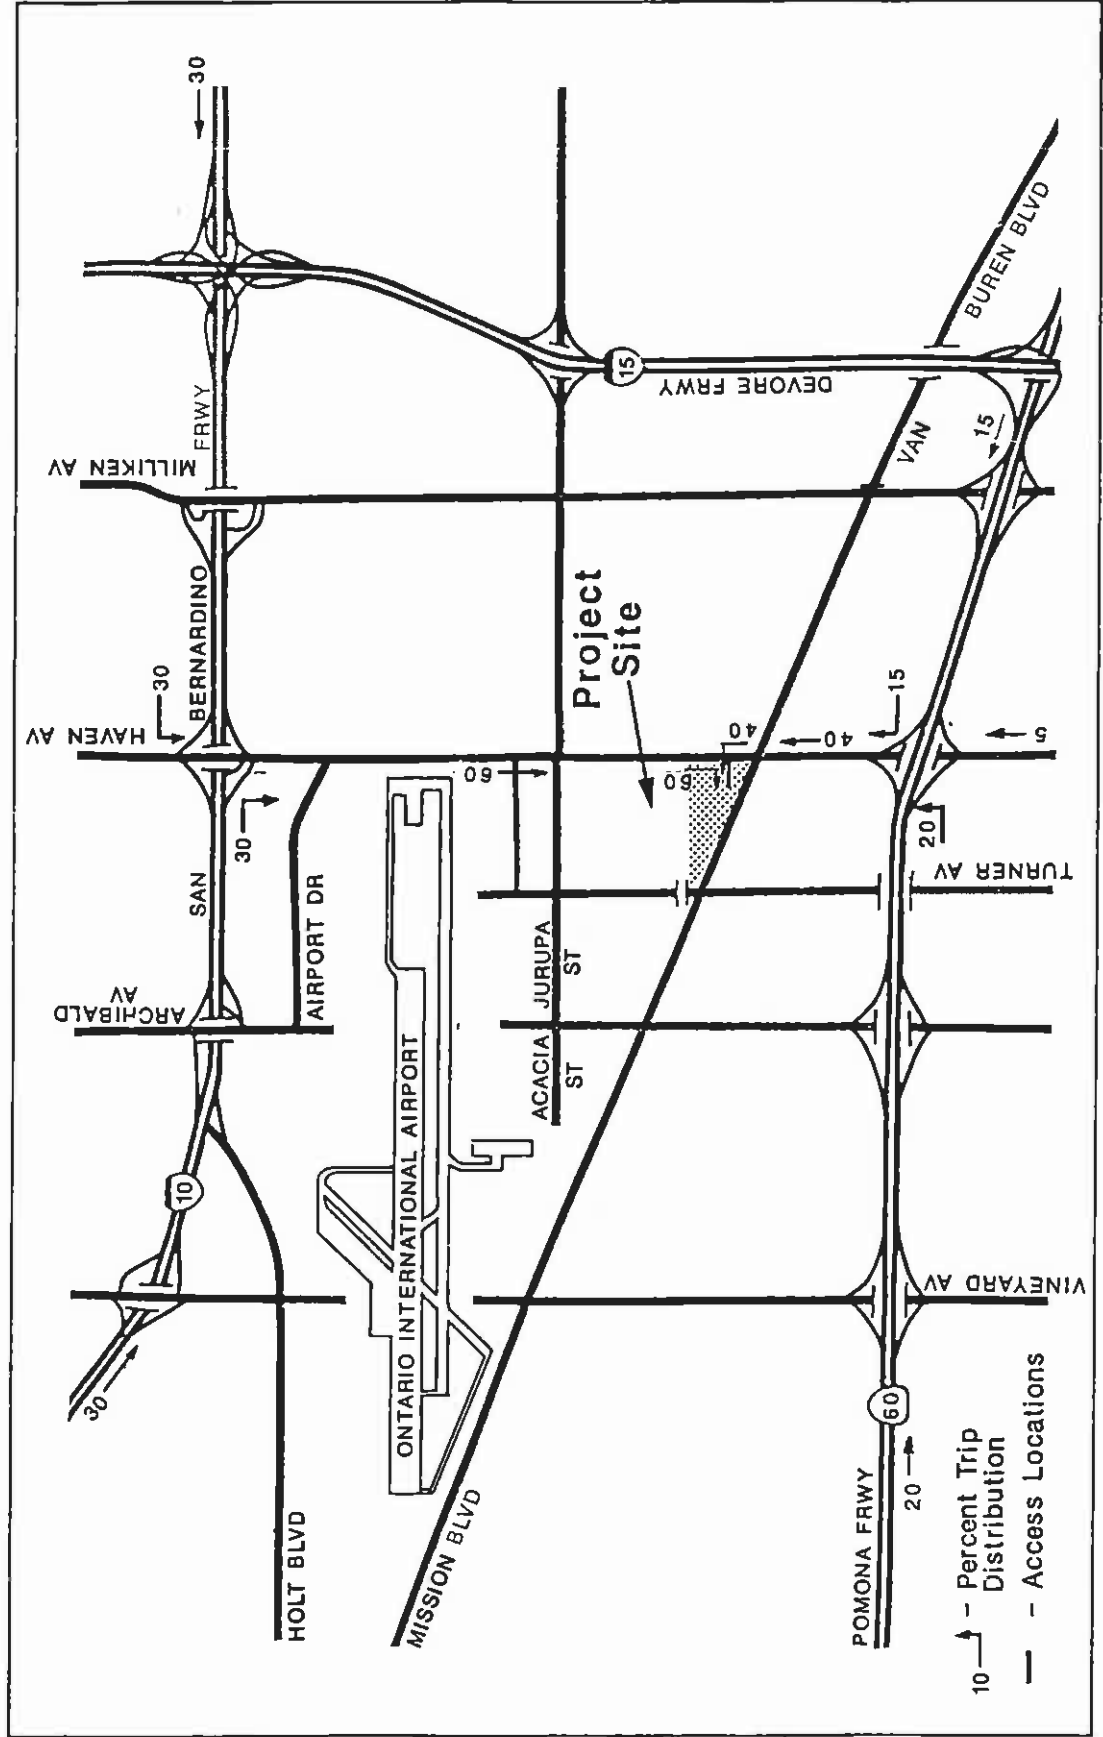 30
30
HAVEN AV
MILLIKEN AV
ARCHIBALD
AV
30
10
SAN
BERNARDINO
FRWY
30
HOLT BLVD
AIRPORT DR
ONTARIO INTERNATIONAL AIRPORT
60
ACACIA
ST
JURUPA
ST
15
DEVORE FRWY
Project
Site
60
40
40
MISSION BLVD
VAN
BUREN BLVD
15
15
5
20
TURNER AV
VINEYARD AV
POMONA FRWY
60
20
10 - Percent Trip
Distribution
- Access Locations